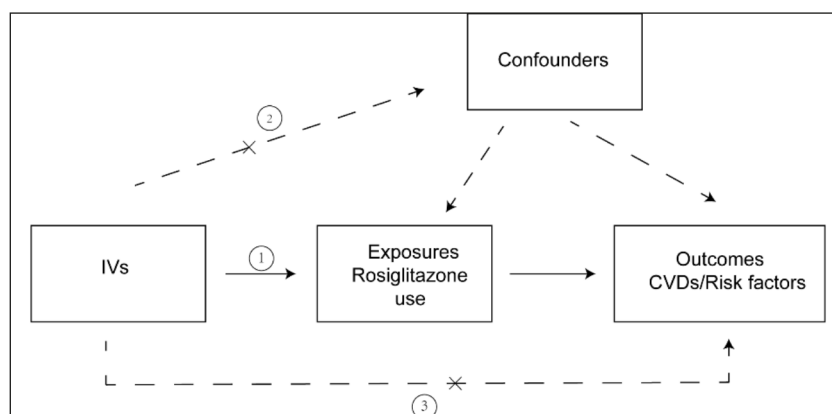 Confounders
2
IVs
1
Exposures
Rosiglitazone
use
Outcomes
CVDs/Risk factors
3